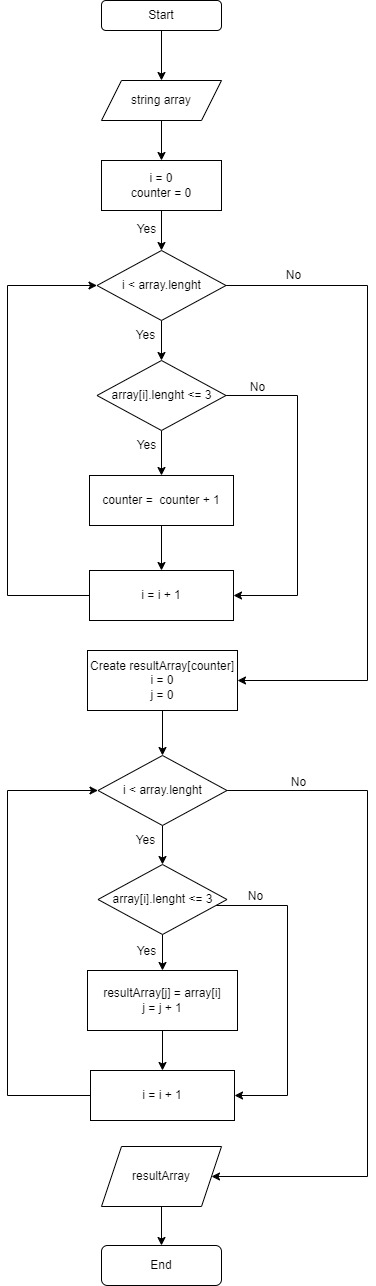 Start
string array
i = 0
counter = 0
Yes
i < array.lenght
No
Yes
array[i].lenght <= 3
No
Yes
counter =  counter + 1
i = i + 1
Create resultArray[counter]
i = 0
j = 0
i < array.lenght
No
Yes
array[i].lenght <= 3
No
Yes
resultArray[j] = array[i]
j = j + 1
i = i + 1
resultArray
End